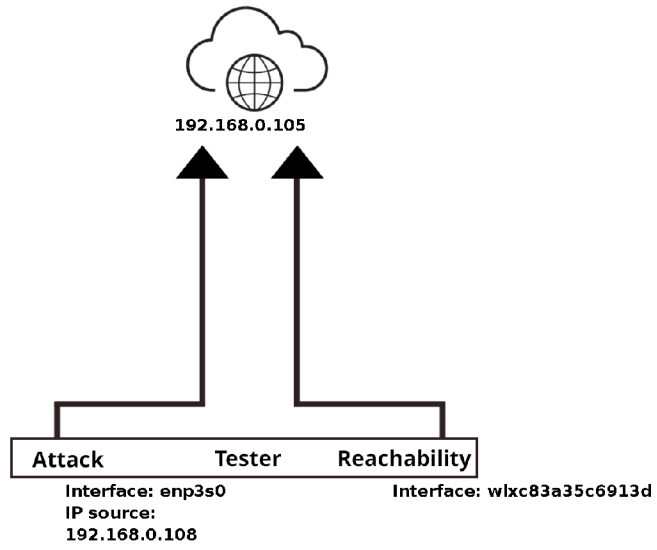 192.168.0.105
Attack Tester Reachability
Interface: enp3s0 Interface: wlxc83a35c6913d
IP source:
192.168.0.108